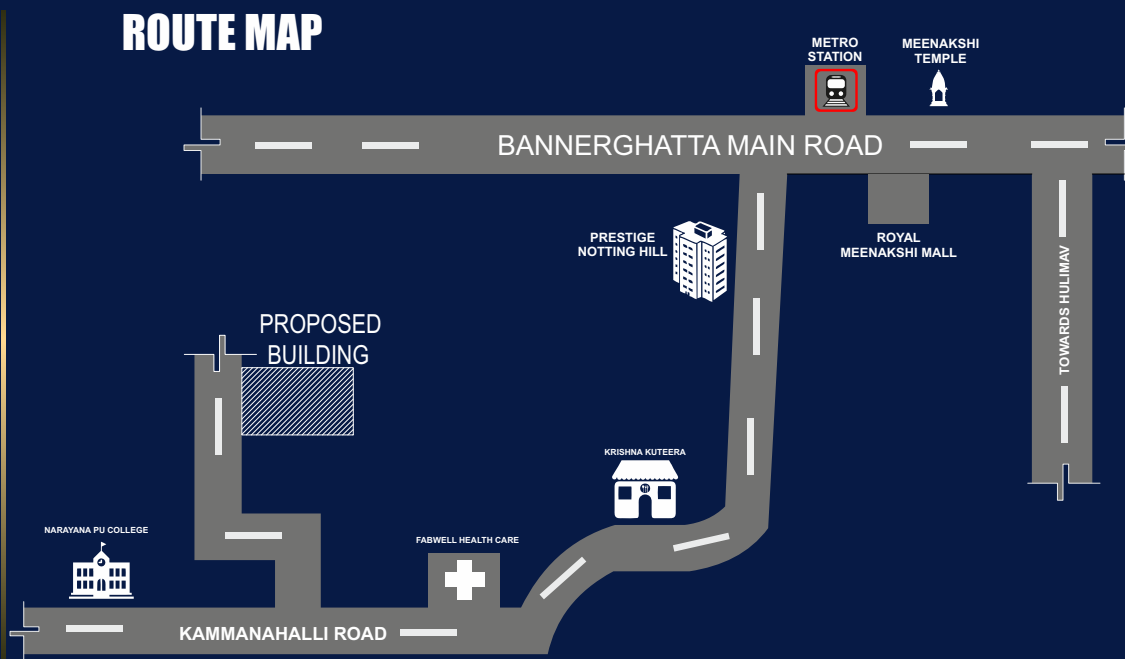 ROUTE MAP
METRO
STATION
MEENAKSHI
TEMPLE
BANNERGHATTA MAIN ROAD
PRESTIGE
NOTTING HILL
ROYAL
MEENAKSHI MALL
TOWARDS HULIMAV
PROPOSED
BUILDING
KRISHNA KUTEERA
NARAYANA PU COLLEGE
FABWELL HEALTH CARE
KAMMANAHALLI ROAD